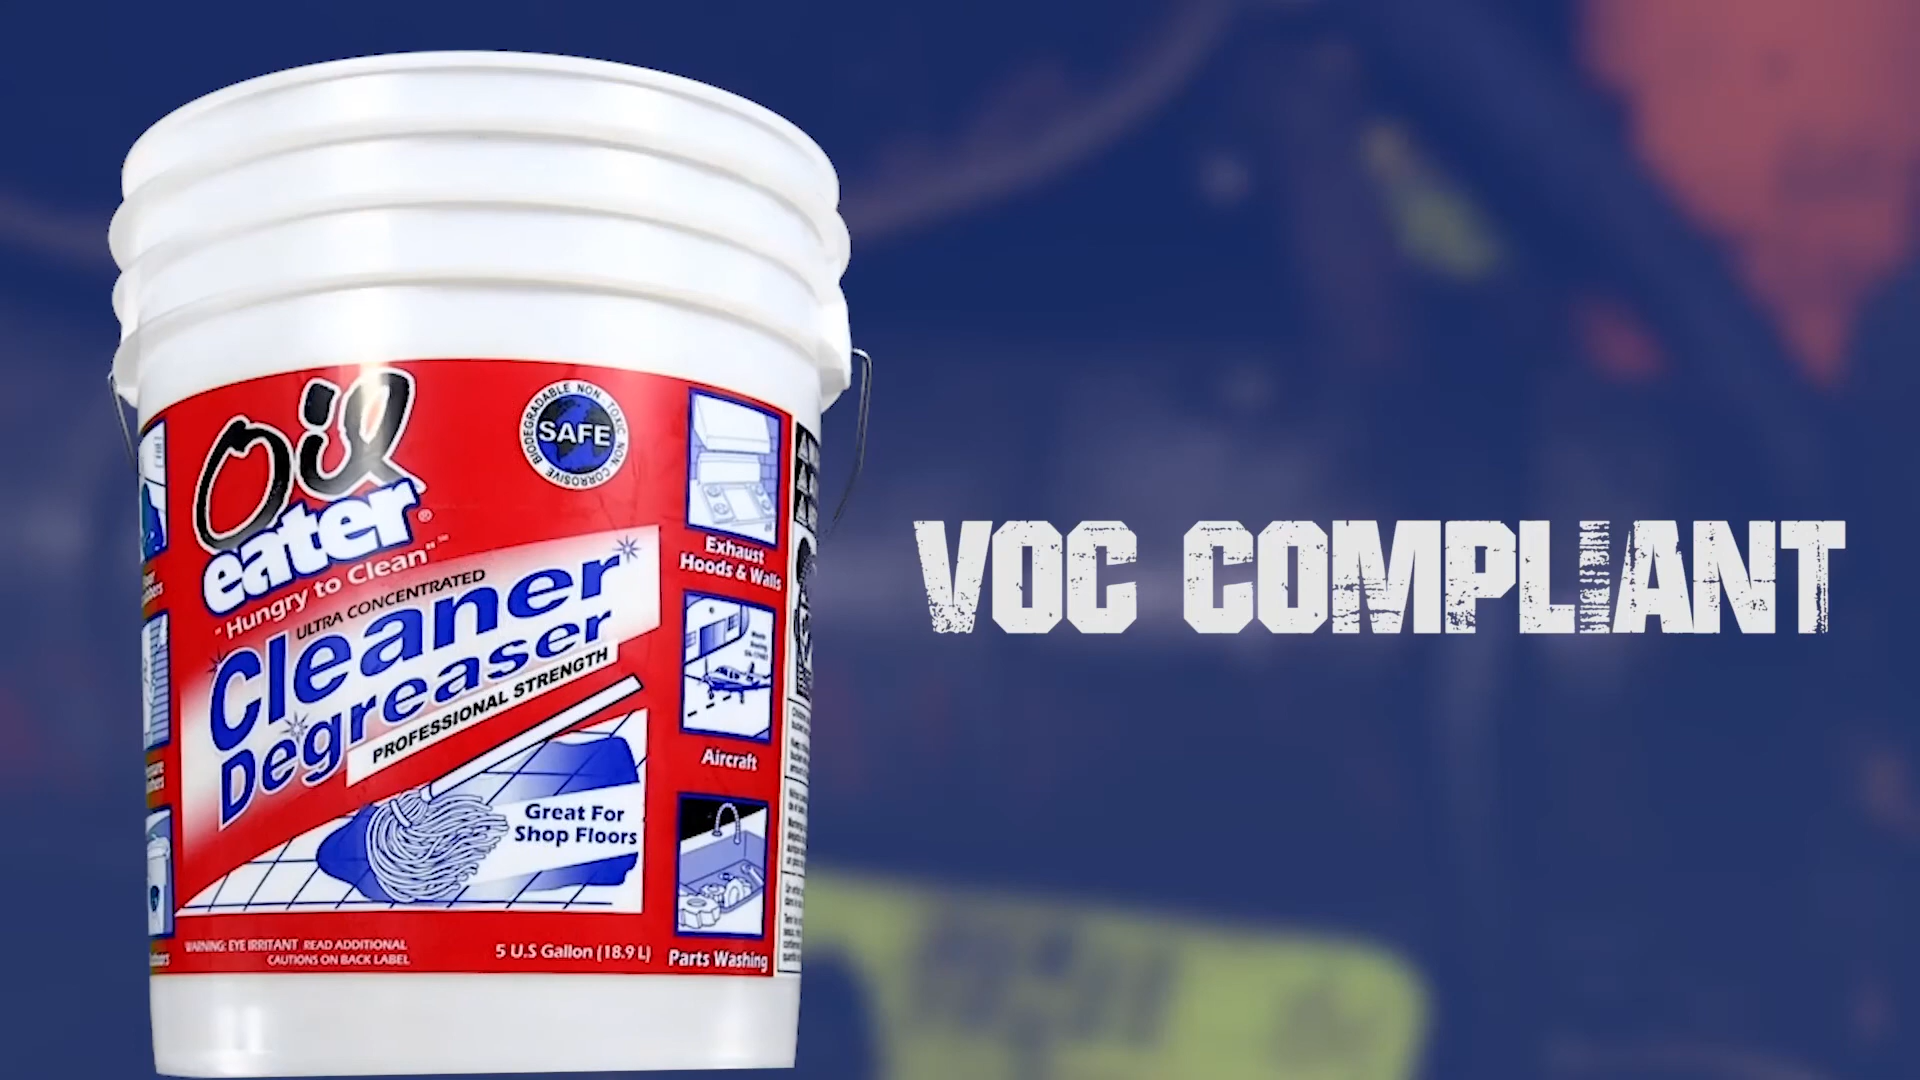 Oil
eater®
"Hungry to Clean"℠
ULTRA CONCENTRATED
Cleaner
Degreaser
PROFESSIONAL STRENGTH
Great For
Shop Floors
BIODEGRADABLE NON-TOXIC NON-CORROSIVE
SAFE
Exhaust
Hoods & Walls
Aircraft
Parts Washing
WARNING: EYE IRRITANT READ ADDITIONAL
CAUTIONS ON BACK LABEL
5 U.S Gallon (18.9 L)
VOC COMPLIANT